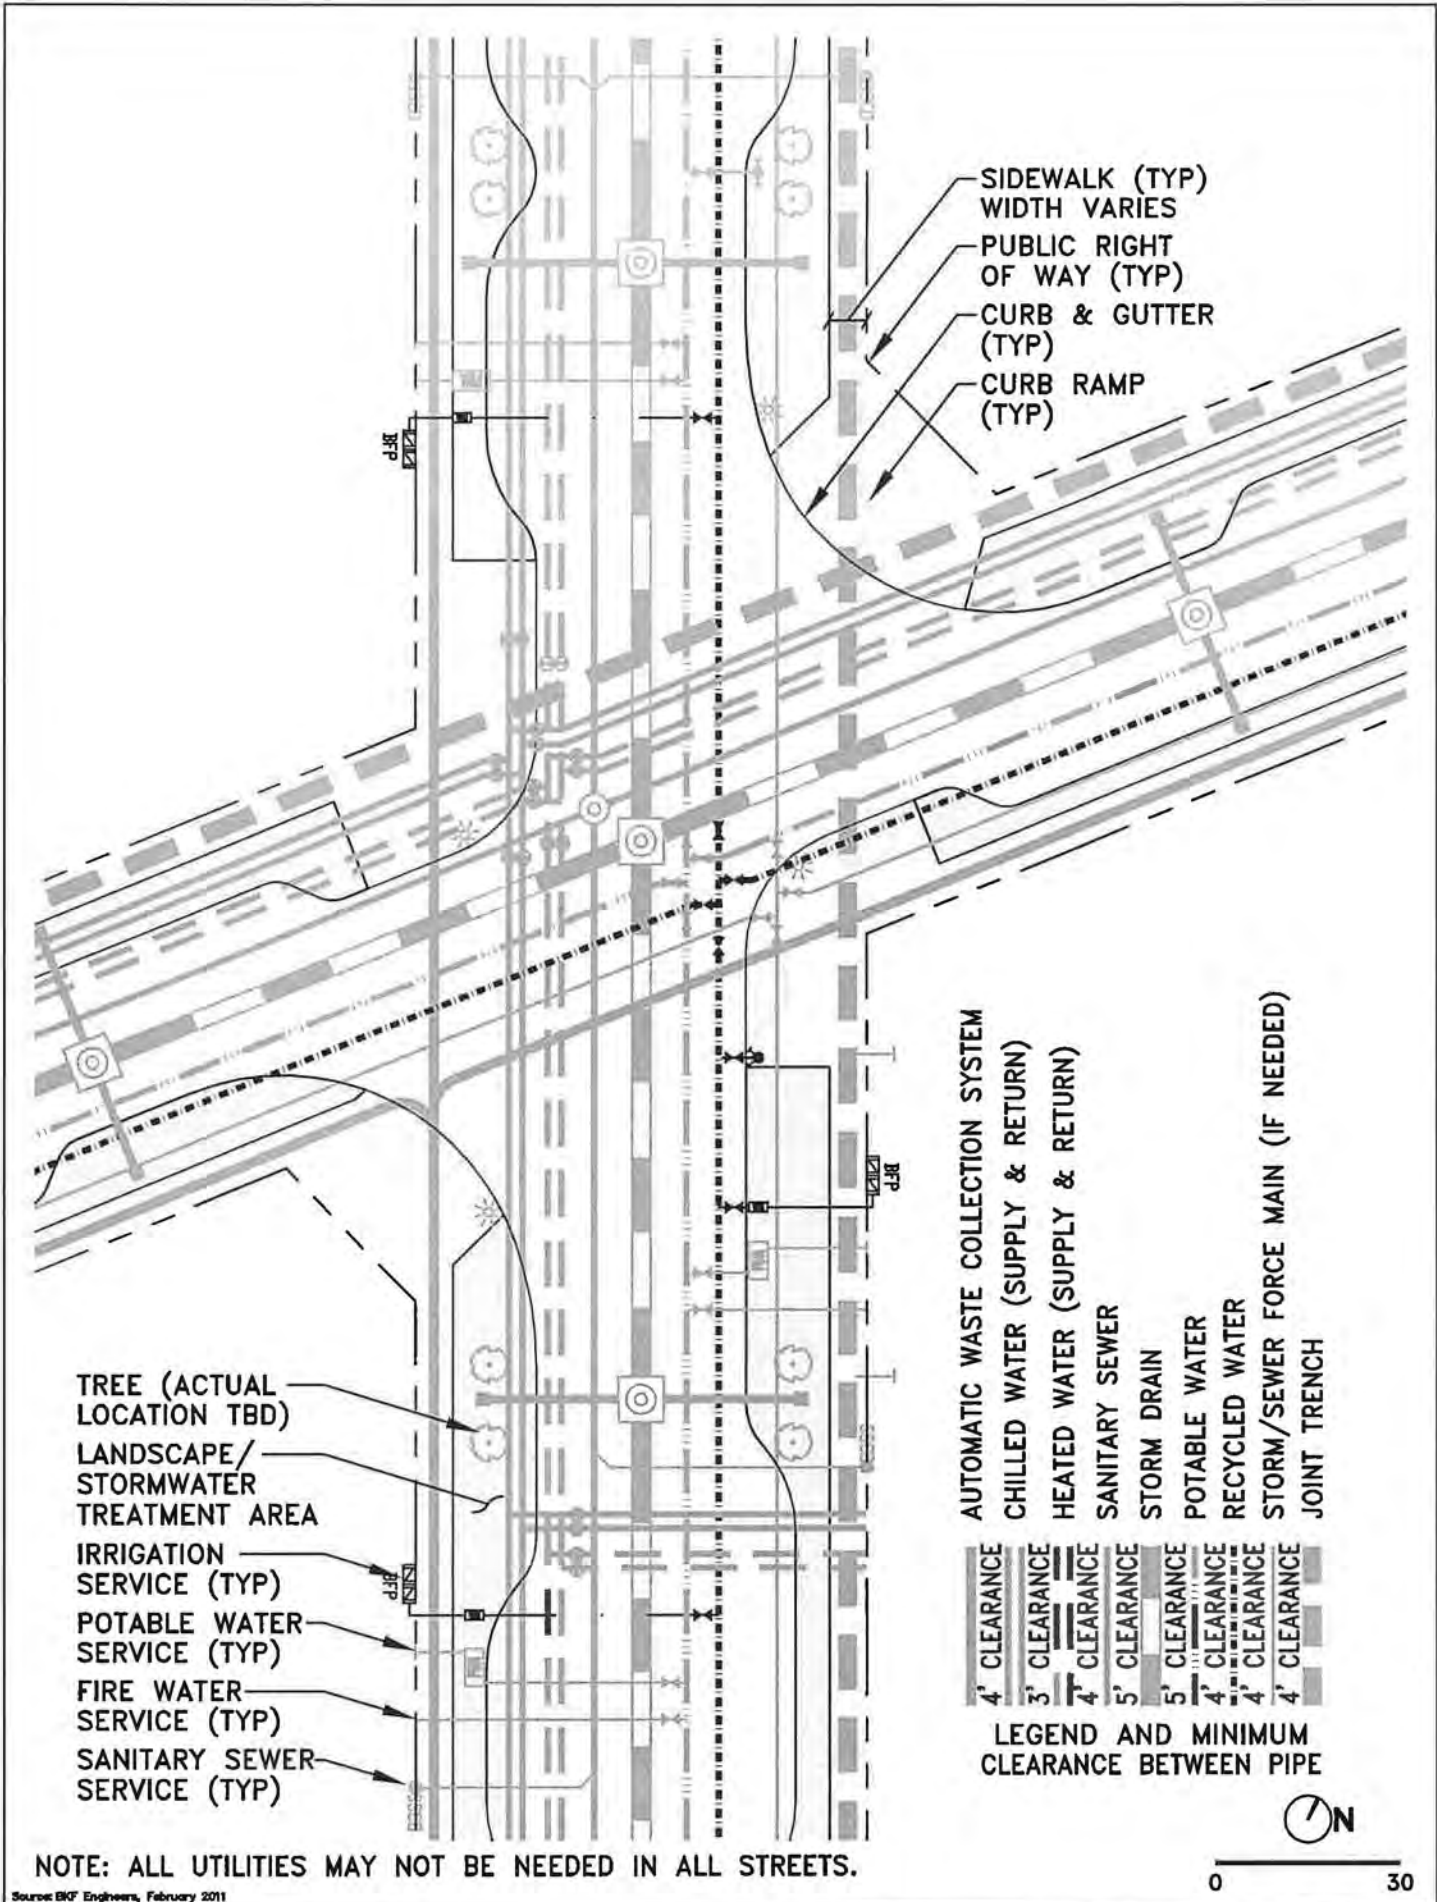 SIDEWALK (TYP)
WIDTH VARIES
PUBLIC RIGHT
OF WAY (TYP)
CURB & GUTTER
(TYP)
CURB RAMP
(TYP)
BFP
BFP
TREE (ACTUAL
LOCATION TBD)
LANDSCAPE/
STORMWATER
TREATMENT AREA
IRRIGATION
SERVICE (TYP)
BFP
POTABLE WATER
SERVICE (TYP)
FIRE WATER
SERVICE (TYP)
SANITARY SEWER
SERVICE (TYP)
AUTOMATIC WASTE COLLECTION SYSTEM
CHILLED WATER (SUPPLY & RETURN)
HEATED WATER (SUPPLY & RETURN)
SANITARY SEWER
STORM DRAIN
POTABLE WATER
RECYCLED WATER
STORM/SEWER FORCE MAIN (IF NEEDED)
JOINT TRENCH
4' CLEARANCE
3' CLEARANCE
4' CLEARANCE
5' CLEARANCE
5' CLEARANCE
4' CLEARANCE
4' CLEARANCE
4' CLEARANCE
LEGEND AND MINIMUM
CLEARANCE BETWEEN PIPE
N
0 30
NOTE: ALL UTILITIES MAY NOT BE NEEDED IN ALL STREETS.
Source: BKF Engineers, February 2011